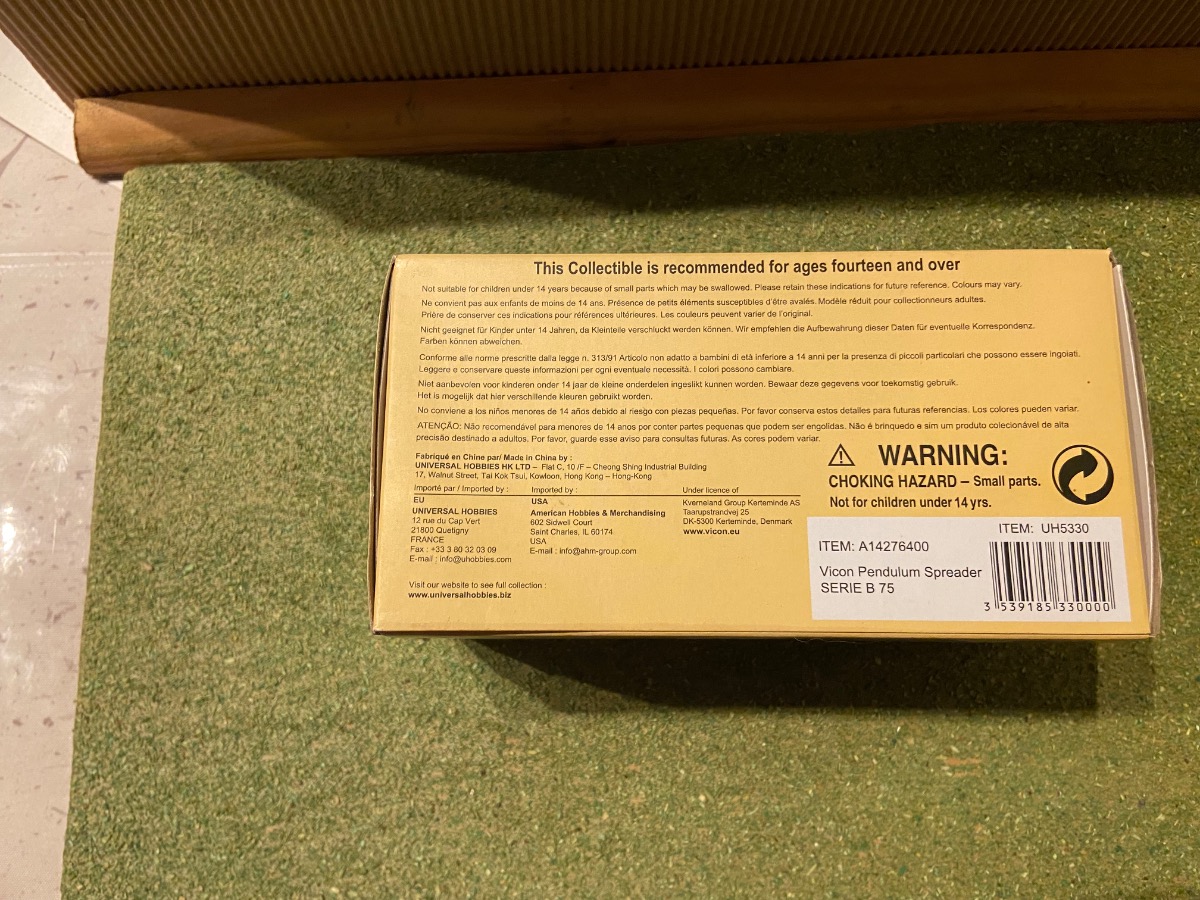 This Collectible is recommended for ages fourteen and over
Not suitable for children under 14 years because of small parts which may be swallowed. Please retain these indications for future reference. Colours may vary.
Ne convient pas aux enfants de moins de 14 ans. Présence de petits éléments susceptibles d'être avalés. Modèle réduit pour collectionneurs adultes.
Prière de conserver ces indications pour références ultérieures. Les couleurs peuvent varier de l'original.
Nicht geeignet für Kinder unter 14 Jahren, da Kleinteile verschluckt werden können. Wir empfehlen die Aufbewahrung dieser Daten für eventuelle Korrespondenz.
Farben können abweichen.
Conforme alle norme prescritte dalla legge n. 313/91 Articolo non adatto a bambini di età inferiore a 14 anni per la presenza di piccoli particolari che possono essere ingoiati.
Leggere e conservare queste informazioni per ogni eventuale necessità. I colori possono cambiare.
Niet aanbevolen voor kinderen onder 14 jaar de kleine onderdelen ingeslikt kunnen worden. Bewaar deze gegevens voor toekomstig gebruik.
Het is mogelijk dat hier verschillende kleuren gebruikt worden.
No conviene a los niños menores de 14 años debido al riesgo con piezas pequeñas. Por favor conserva estos detalles para futuras referencias. Los colores pueden variar.
ATENÇÃO: Não recomendável para menores de 14 anos por conter partes pequenas que podem ser engolidas. Não é brinquedo e sim um produto colecionável de alta
precisão destinado a adultos. Por favor, guarde esse aviso para consultas futuras. As cores podem variar.
Fabriqué en Chine par/ Made in China by :
UNIVERSAL HOBBIES HK LTD – Flat C, 10 /F – Cheong Shing Industrial Building
17, Walnut Street, Tai Kok Tsui, Kowloon, Hong Kong – Hong-Kong
Importé par / Imported by :
EU
UNIVERSAL HOBBIES
12 rue du Cap Vert
21800 Quetigny
FRANCE
Fax : +33 3 80 32 03 09
E-mail : info@uhobbies.com
Imported by :
USA
American Hobbies & Merchandising
602 Sidwell Court
Saint Charles, IL 60174
USA
E-mail : info@ahm-group.com
Under licence of
Kverneland Group Kerteminde AS
Taarupstrandvej 25
DK-5300 Kerteminde, Denmark
www.vicon.eu
Visit our website to see full collection :
www.universalhobbies.biz
WARNING:
CHOKING HAZARD – Small parts.
Not for children under 14 yrs.
ITEM: UH5330
ITEM: A14276400
Vicon Pendulum Spreader
SERIE B 75
3 539185 330000